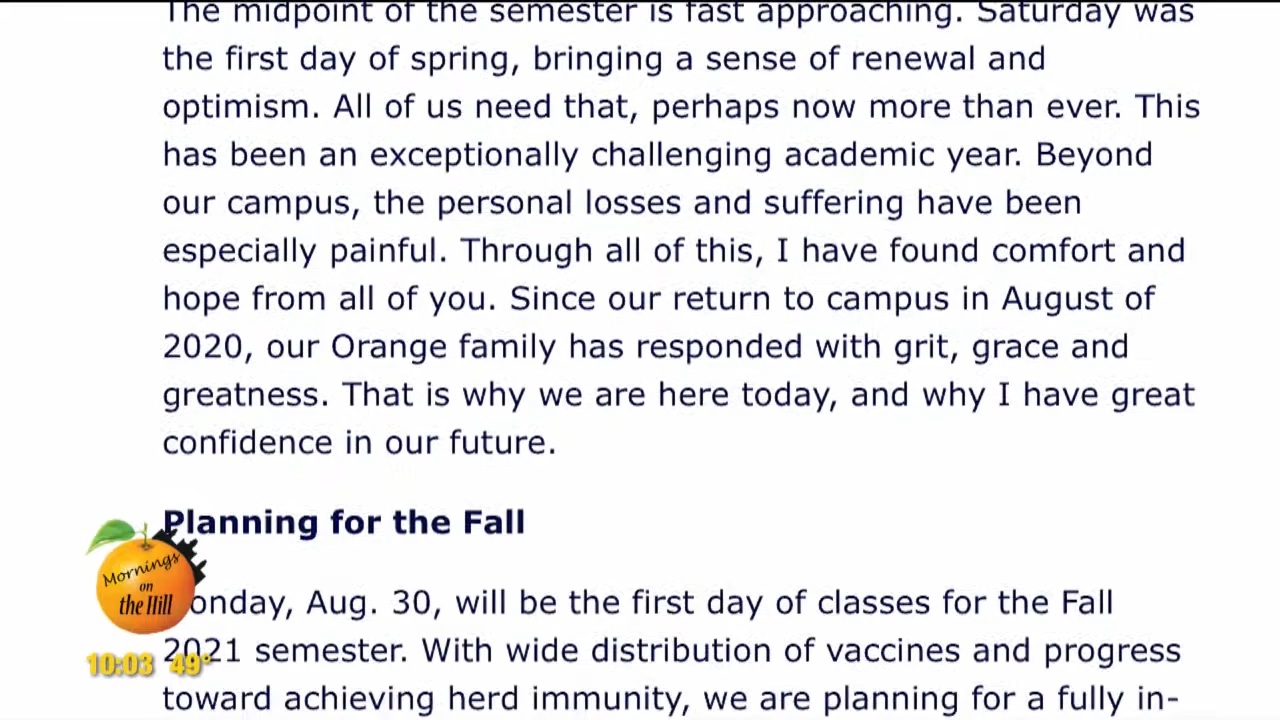 The midpoint of the semester is fast approaching. Saturday was
the first day of spring, bringing a sense of renewal and
optimism. All of us need that, perhaps now more than ever. This
has been an exceptionally challenging academic year. Beyond
our campus, the personal losses and suffering have been
especially painful. Through all of this, I have found comfort and
hope from all of you. Since our return to campus in August of
2020, our Orange family has responded with grit, grace and
greatness. That is why we are here today, and why I have great
confidence in our future.
Planning for the Fall
onday, Aug. 30, will be the first day of classes for the Fall
2021 semester. With wide distribution of vaccines and progress
toward achieving herd immunity, we are planning for a fully in-
Mornings
on
the Hill
10:03 49°